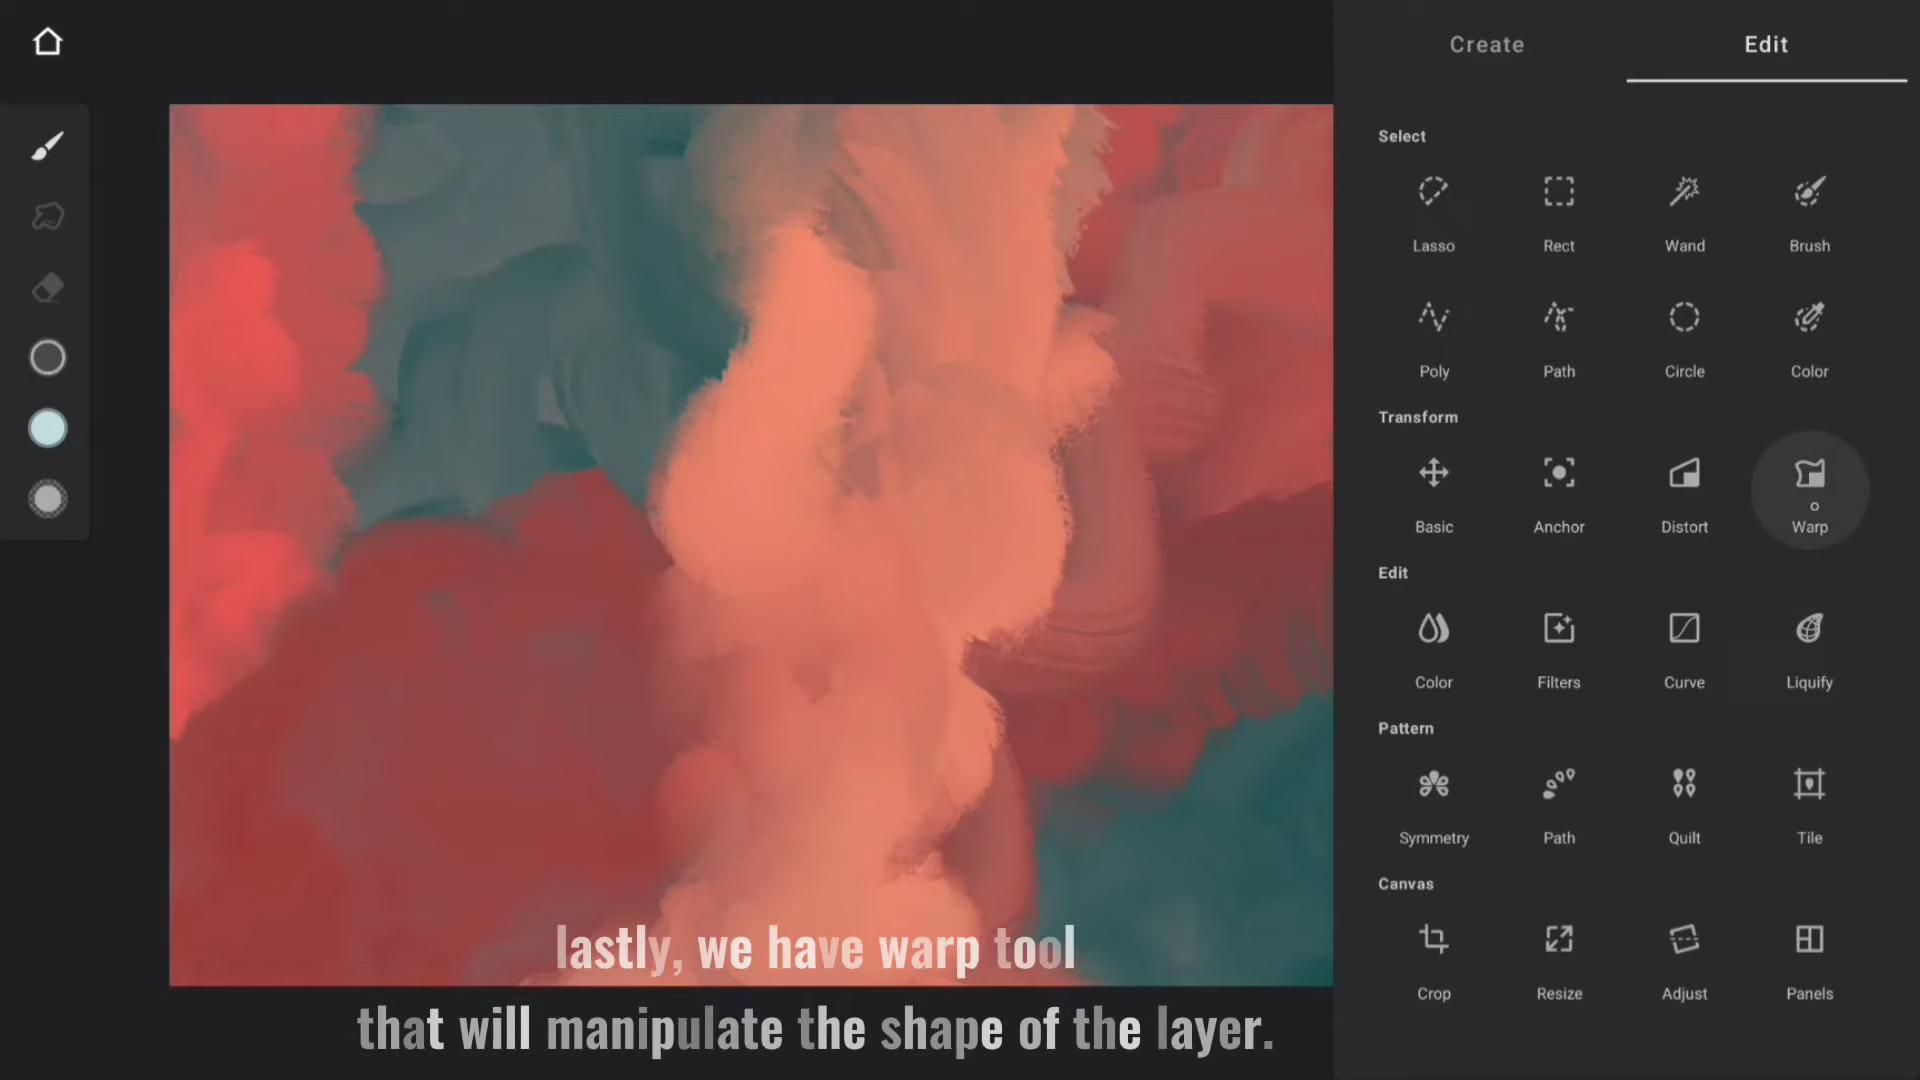 Create Edit
Select
Lasso Rect Wand Brush
Poly Path Circle Color
Transform
Basic Anchor Distort Warp
Edit
Color Filters Curve Liquify
Pattern
Symmetry Path Quilt Tile
Canvas
Crop Resize Adjust Panels
lastly, we have warp tool
that will manipulate the shape of the layer.